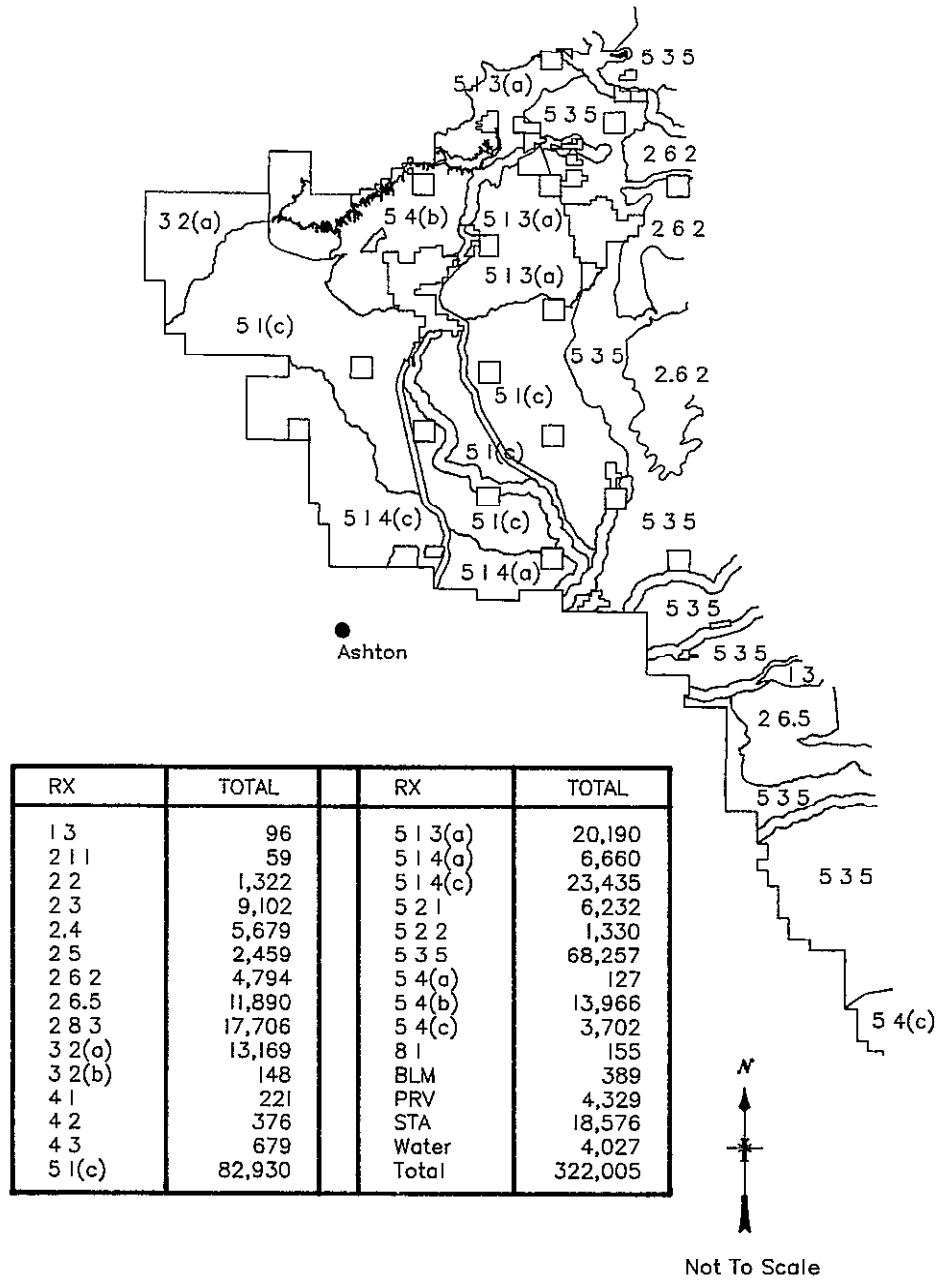 5 3 5
5 1 3(a)
5 3 5
2 6 2
3 2(a)
5 4(b)
5 1 3(a)
2 6 2
5 1 3(a)
5 1(c)
5 3 5
2.6 2
5 1(c)
5 1(c)
5 1 4(c)
5 1(c)
5 3 5
5 1 4(a)
5 3 5
Ashton
5 3 5
1 3
2 6.5
5 3 5
5 3 5
5 4(c)
RX TOTAL RX TOTAL
1 3 96 5 1 3(a) 20,190
2 1 1 59 5 1 4(a) 6,660
2 2 1,322 5 1 4(c) 23,435
2 3 9,102 5 2 1 6,232
2.4 5,679 5 2 2 1,330
2 5 2,459 5 3 5 68,257
2 6 2 4,794 5 4(a) 127
2 6.5 11,890 5 4(b) 13,966
2 8 3 17,706 5 4(c) 3,702
3 2(a) 13,169 8 1 155
3 2(b) 148 BLM 389
4 1 221 PRV 4,329
4 2 376 STA 18,576
4 3 679 Water 4,027
5 1(c) 82,930 Total 322,005
N
Not To Scale